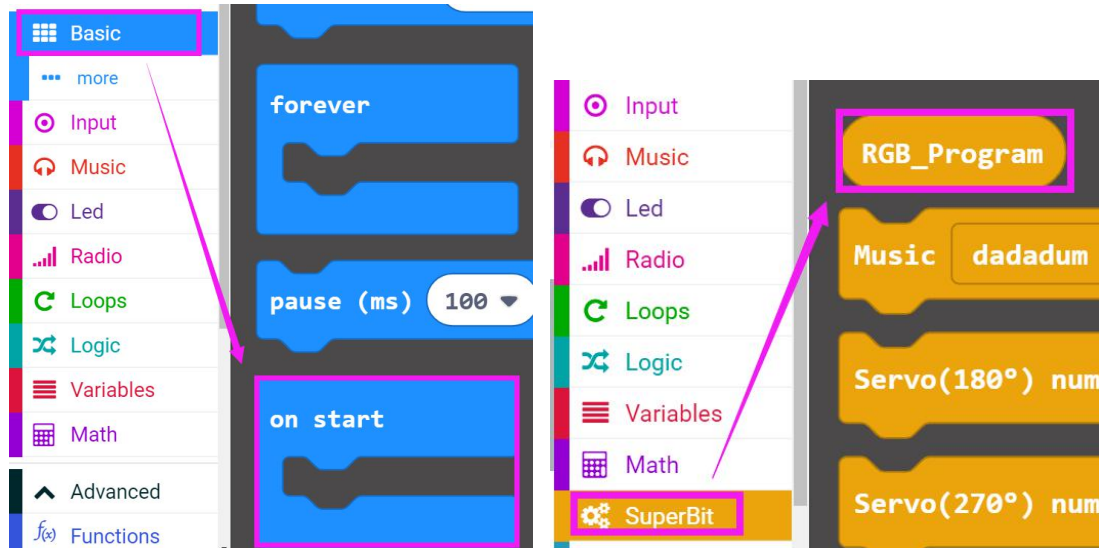 Basic
more
Input
Music
Led
Radio
Loops
Logic
Variables
Math
Advanced
f(x) Functions
forever
pause (ms) 100
on start
Input
Music
Led
Radio
Loops
Logic
Variables
Math
SuperBit
RGB_Program
Music dadadum
Servo(180°) num
Servo(270°) num